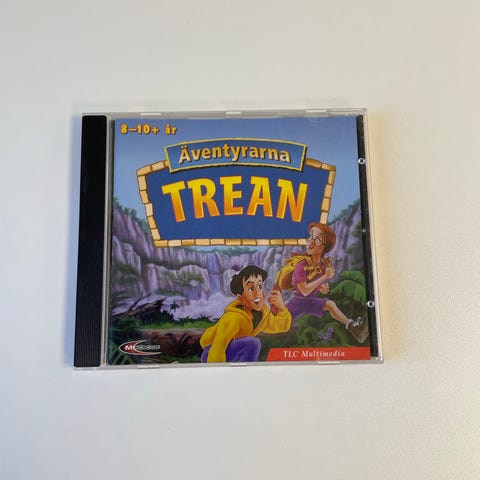 8-10+ år
Äventyrarna
TREAN
TLC Multimedia